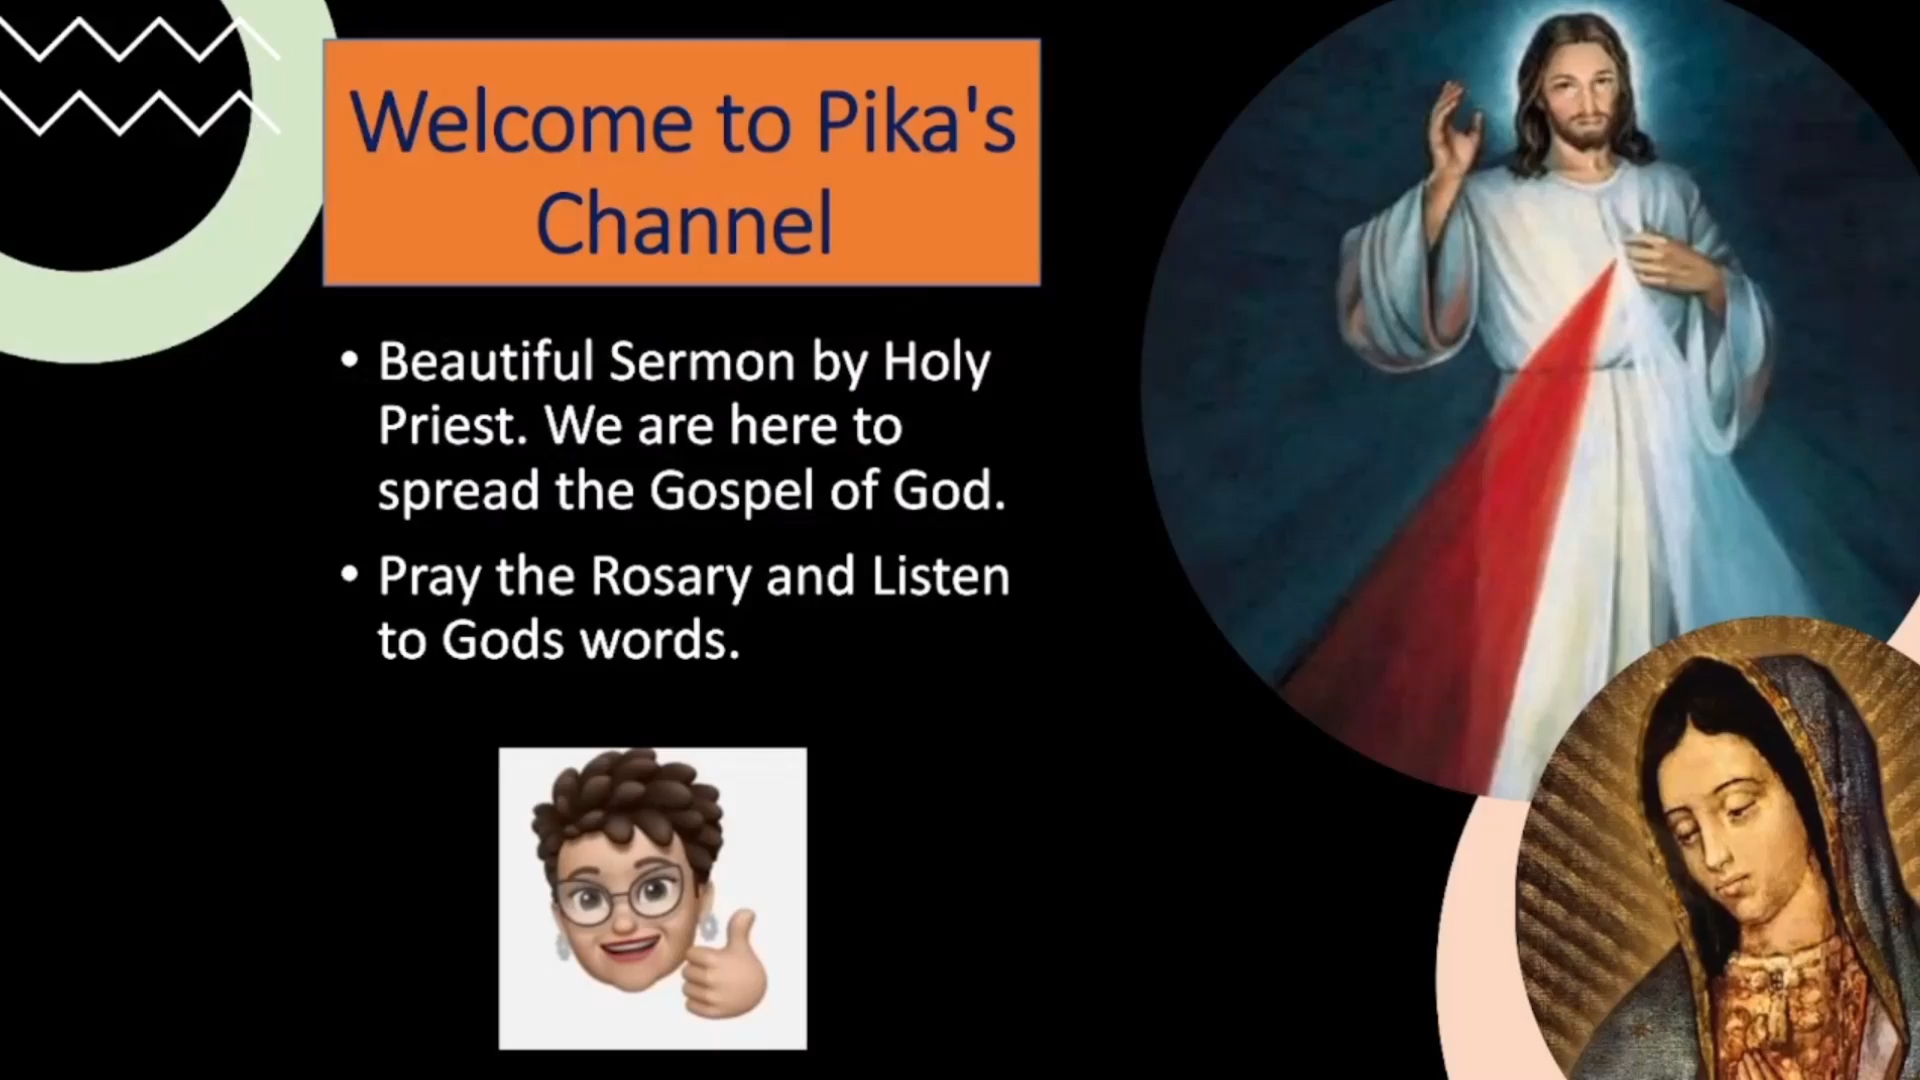 Welcome to Pika's
Channel
• Beautiful Sermon by Holy
Priest. We are here to
spread the Gospel of God.
• Pray the Rosary and Listen
to Gods words.